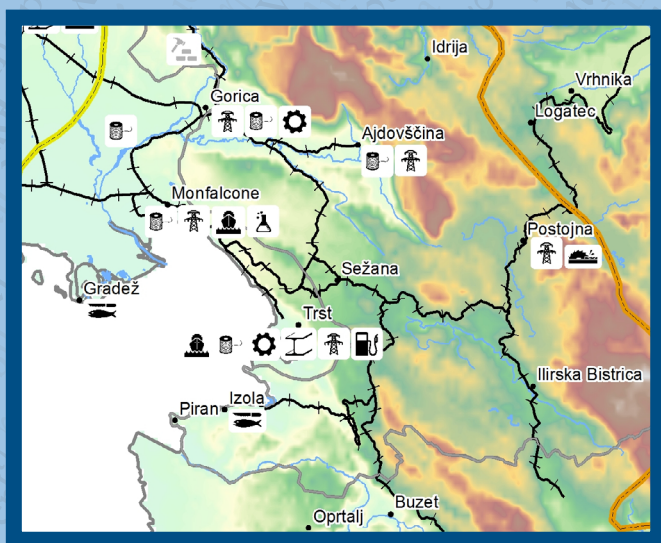 Idrija
Vrhnika
Gorica
Logatec
Ajdovščina
Monfalcone
Postojna
Sežana
Gradež
Trst
Ilirska Bistrica
Izola
Piran
Buzet
Oprtalj